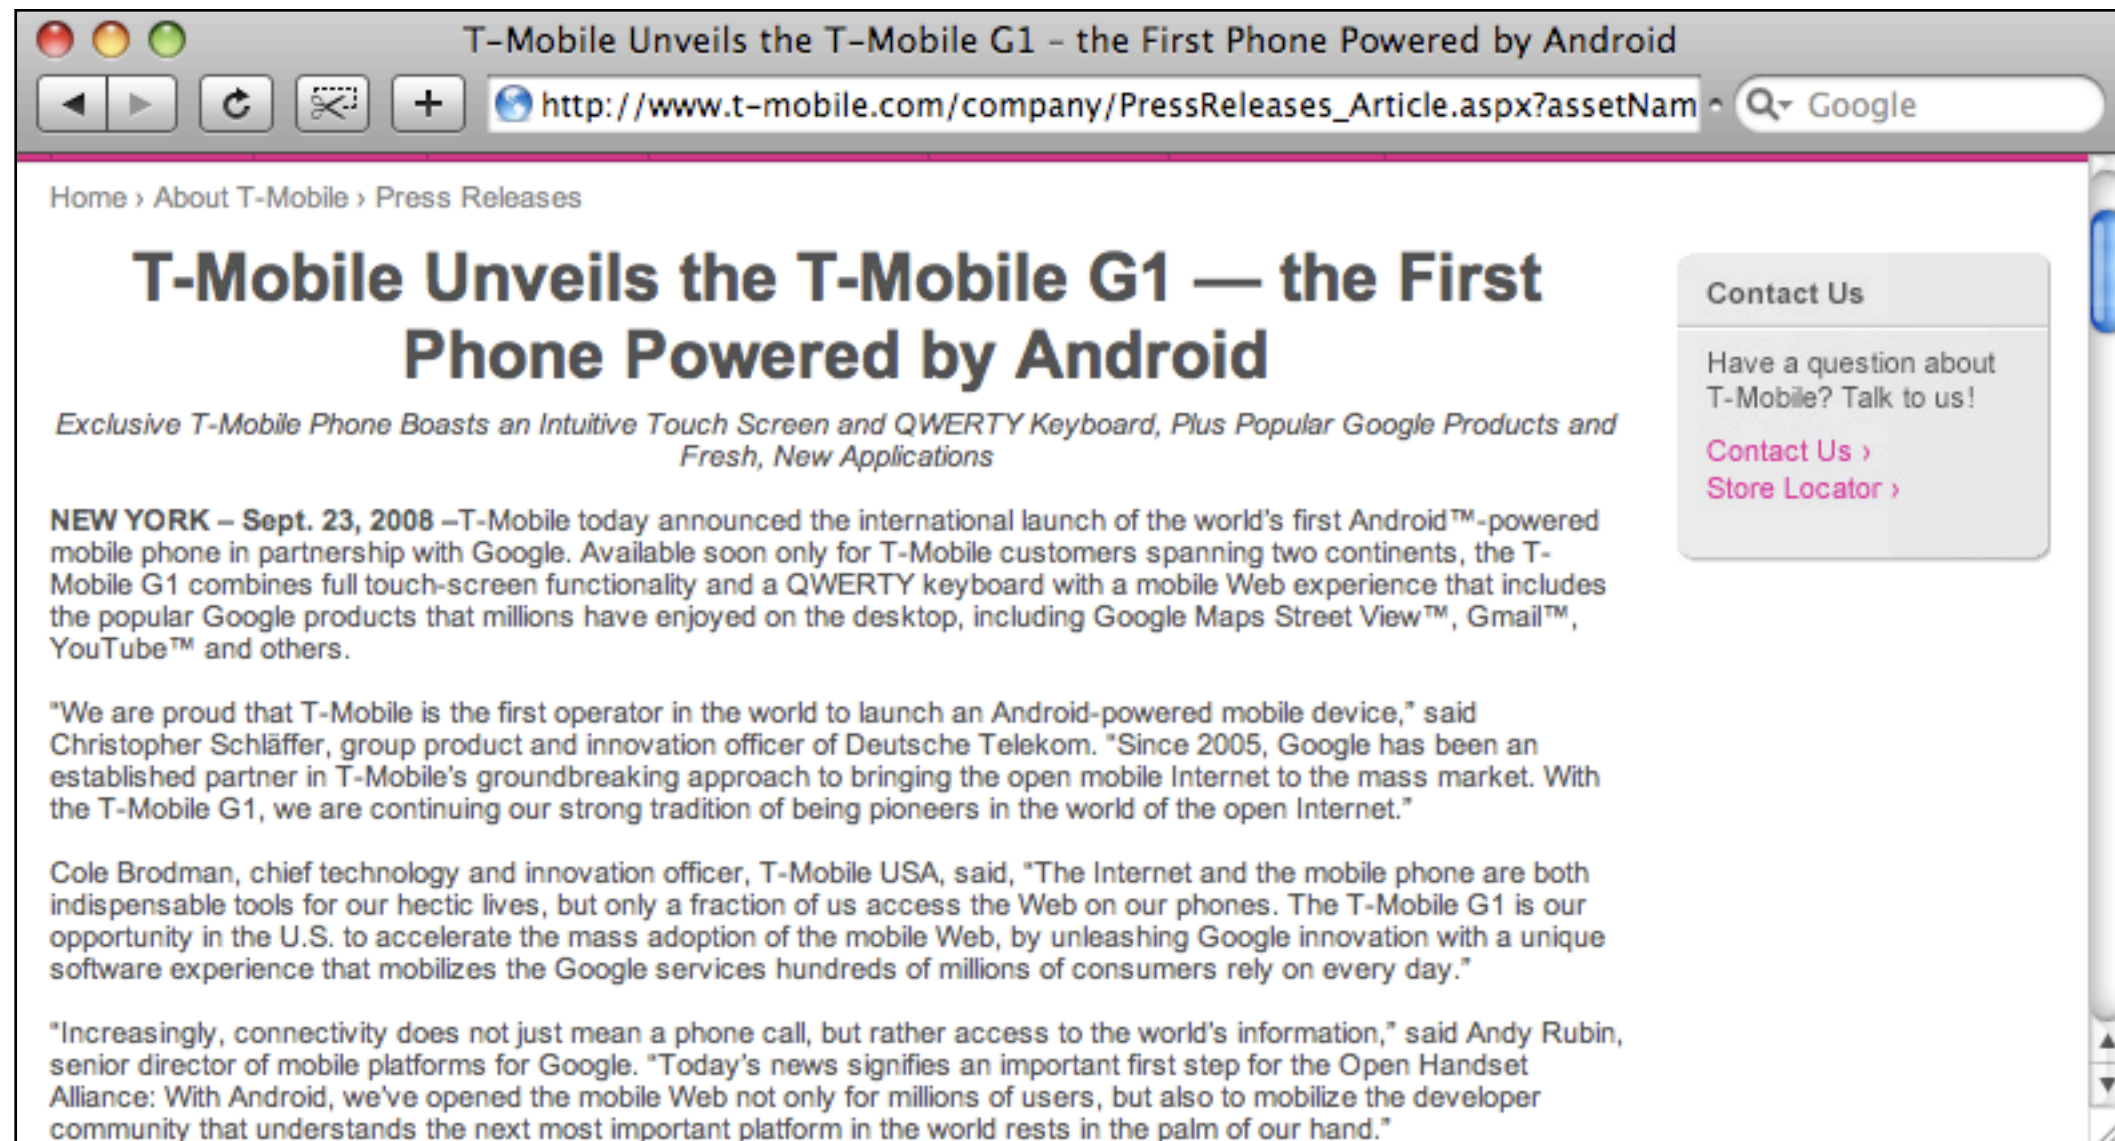 T-Mobile Unveils the T-Mobile G1 – the First Phone Powered by Android
http://www.t-mobile.com/company/PressReleases_Article.aspx?assetNam
Google
Home › About T-Mobile › Press Releases
T-Mobile Unveils the T-Mobile G1 — the First
Phone Powered by Android
Exclusive T-Mobile Phone Boasts an Intuitive Touch Screen and QWERTY Keyboard, Plus Popular Google Products and
Fresh, New Applications
NEW YORK – Sept. 23, 2008 –T-Mobile today announced the international launch of the world's first Android™-powered
mobile phone in partnership with Google. Available soon only for T-Mobile customers spanning two continents, the T-
Mobile G1 combines full touch-screen functionality and a QWERTY keyboard with a mobile Web experience that includes
the popular Google products that millions have enjoyed on the desktop, including Google Maps Street View™, Gmail™,
YouTube™ and others.
"We are proud that T-Mobile is the first operator in the world to launch an Android-powered mobile device," said
Christopher Schläffer, group product and innovation officer of Deutsche Telekom. "Since 2005, Google has been an
established partner in T-Mobile's groundbreaking approach to bringing the open mobile Internet to the mass market. With
the T-Mobile G1, we are continuing our strong tradition of being pioneers in the world of the open Internet."
Cole Brodman, chief technology and innovation officer, T-Mobile USA, said, "The Internet and the mobile phone are both
indispensable tools for our hectic lives, but only a fraction of us access the Web on our phones. The T-Mobile G1 is our
opportunity in the U.S. to accelerate the mass adoption of the mobile Web, by unleashing Google innovation with a unique
software experience that mobilizes the Google services hundreds of millions of consumers rely on every day."
"Increasingly, connectivity does not just mean a phone call, but rather access to the world's information," said Andy Rubin,
senior director of mobile platforms for Google. "Today's news signifies an important first step for the Open Handset
Alliance: With Android, we've opened the mobile Web not only for millions of users, but also to mobilize the developer
community that understands the next most important platform in the world rests in the palm of our hand."
Contact Us
Have a question about
T-Mobile? Talk to us!
Contact Us ›
Store Locator ›